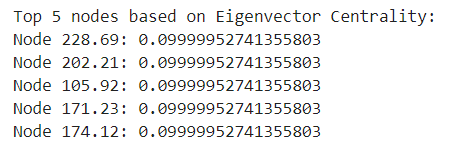 Top 5 nodes based on Eigenvector Centrality:
Node 228.69: 0.09999952741355803
Node 202.21: 0.09999952741355803
Node 105.92: 0.09999952741355803
Node 171.23: 0.09999952741355803
Node 174.12: 0.09999952741355803